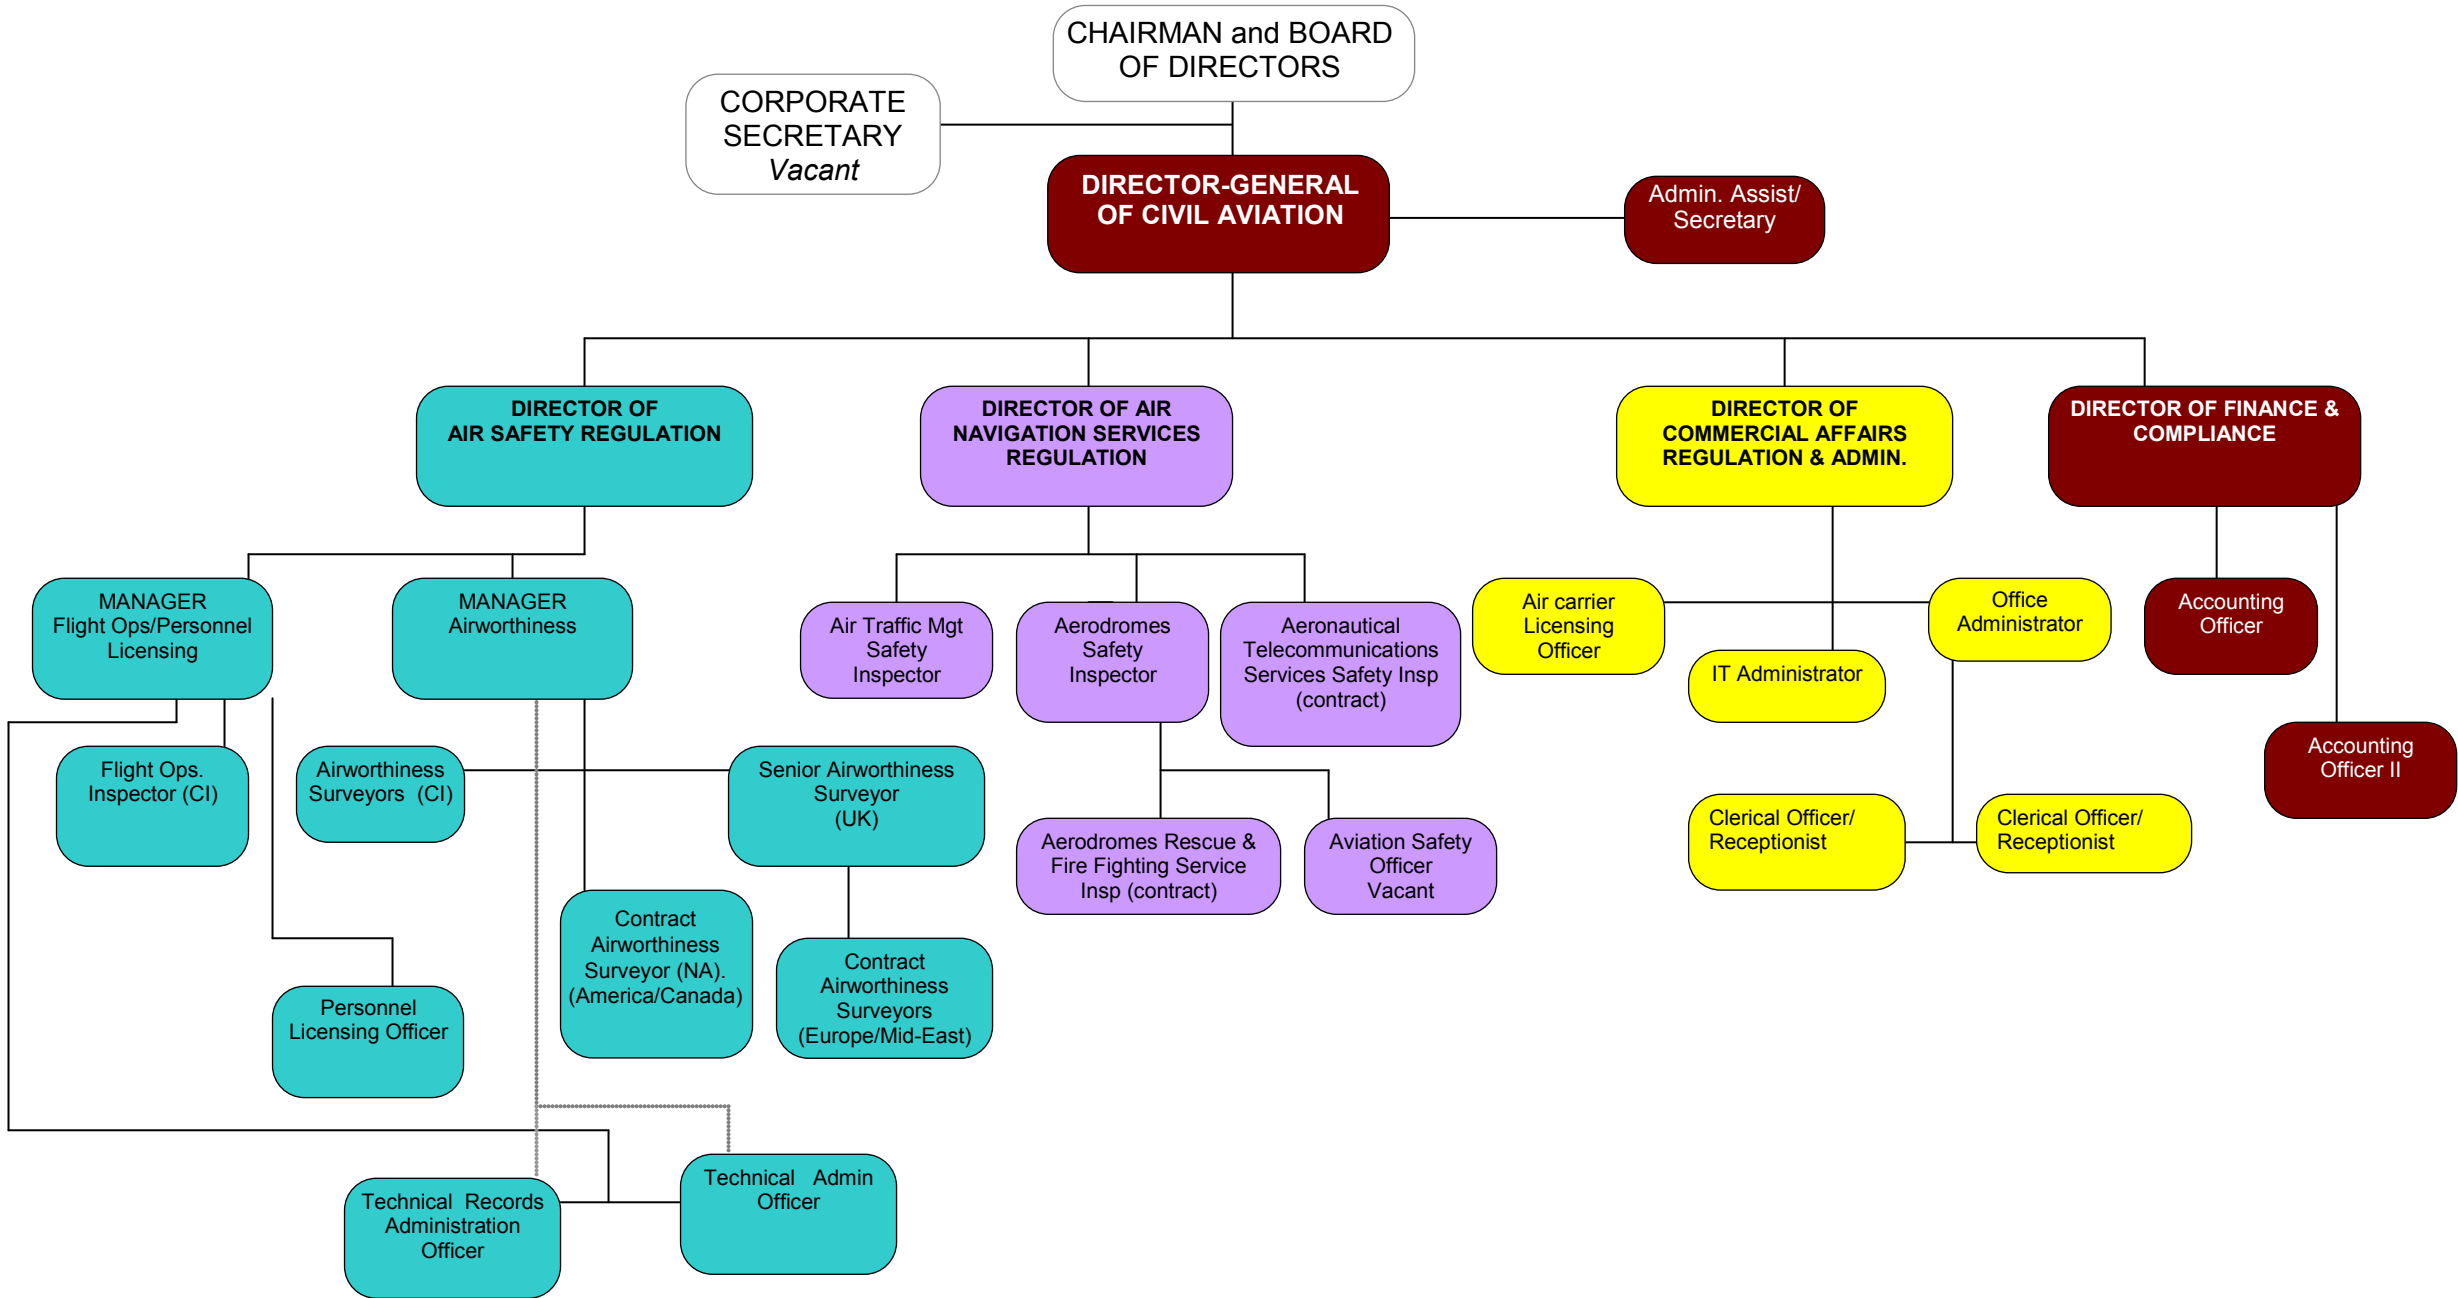 CHAIRMAN and BOARD
OF DIRECTORS
CORPORATE
SECRETARY
Vacant
DIRECTOR-GENERAL
OF CIVIL AVIATION
Admin. Assist/
Secretary
DIRECTOR OF
AIR SAFETY REGULATION
DIRECTOR OF AIR
NAVIGATION SERVICES
REGULATION
DIRECTOR OF
COMMERCIAL AFFAIRS
REGULATION & ADMIN.
DIRECTOR OF FINANCE &
COMPLIANCE
MANAGER
Flight Ops/Personnel
Licensing
MANAGER
Airworthiness
Air Traffic Mgt
Safety
Inspector
Aerodromes
Safety
Inspector
Aeronautical
Telecommunications
Services Safety Insp
(contract)
Air carrier
Licensing
Officer
IT Administrator
Office
Administrator
Accounting
Officer
Accounting
Officer II
Flight Ops.
Inspector (CI)
Airworthiness
Surveyors (CI)
Senior Airworthiness
Surveyor
(UK)
Aerodromes Rescue &
Fire Fighting Service
Insp (contract)
Aviation Safety
Officer
Vacant
Clerical Officer/
Receptionist
Clerical Officer/
Receptionist
Contract
Airworthiness
Surveyor (NA).
(America/Canada)
Contract
Airworthiness
Surveyors
(Europe/Mid-East)
Personnel
Licensing Officer
Technical Records
Administration
Officer
Technical Admin
Officer